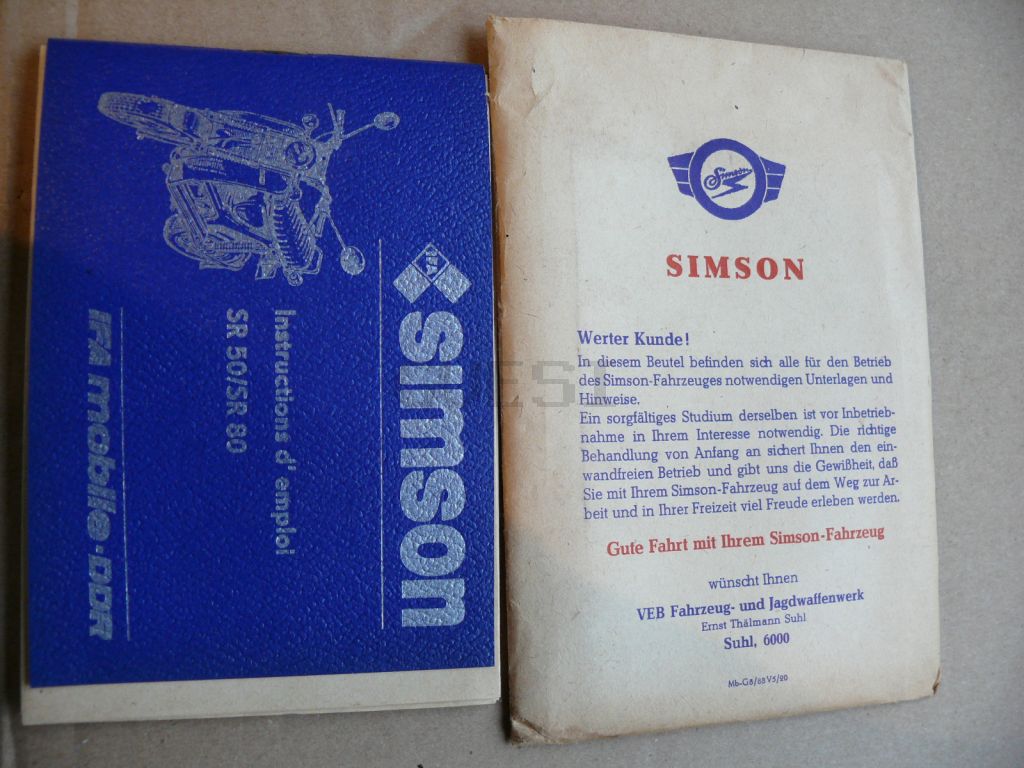 IFA
simson
Instructions d'emploi
SR 50/SR 80
IFA mobile-DDR
Simson
SIMSON
Werter Kunde!
In diesem Beutel befinden sich alle für den Betrieb
des Simson-Fahrzeuges notwendigen Unterlagen und
Hinweise.
Ein sorgfältiges Studium derselben ist vor Inbetrieb-
nahme in Ihrem Interesse notwendig. Die richtige
Behandlung von Anfang an sichert Ihnen den ein-
wandfreien Betrieb und gibt uns die Gewißheit, daß
Sie mit Ihrem Simson-Fahrzeug auf dem Weg zur Ar-
beit und in Ihrer Freizeit viel Freude erleben werden.
Gute Fahrt mit Ihrem Simson-Fahrzeug
wünscht Ihnen
VEB Fahrzeug- und Jagdwaffenwerk
Ernst Thälmann Suhl
Suhl, 6000
Mb-G8/88 V5/20